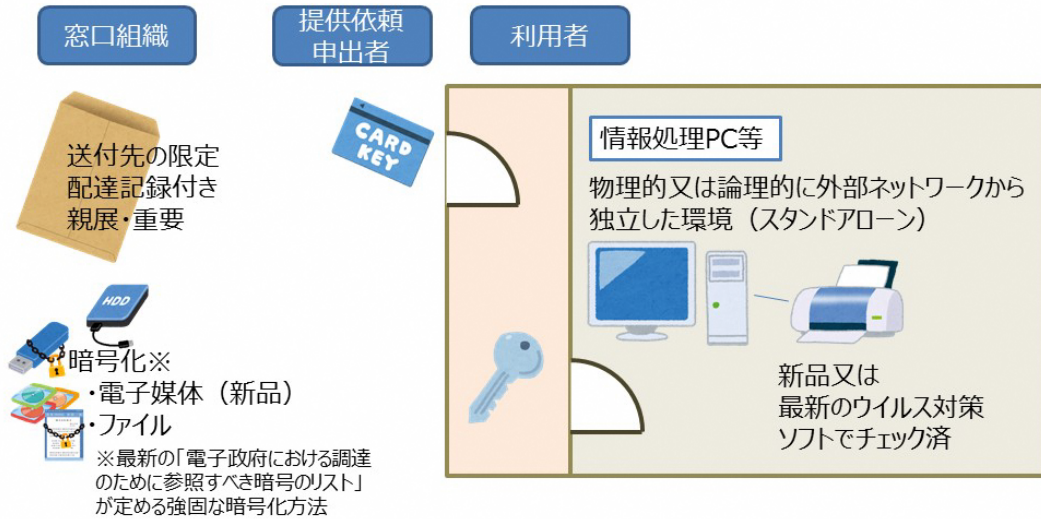 窓口組織
提供依頼
申出者
利用者
送付先の限定
配達記録付き
親展・重要
CARD
KEY
情報処理PC等
物理的又は論理的に外部ネットワークから
独立した環境（スタンドアローン）
HDD
暗号化※
・電子媒体（新品）
・ファイル
※最新の「電子政府における調達
のために参照すべき暗号のリスト」
が定める強固な暗号化方法
新品又は
最新のウイルス対策
ソフトでチェック済